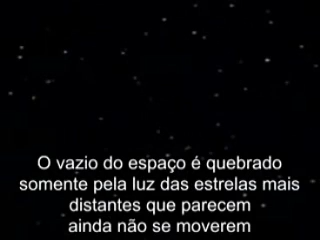 O vazio do espaço é quebrado
somente pela luz das estrelas mais
distantes que parecem
ainda não se moverem